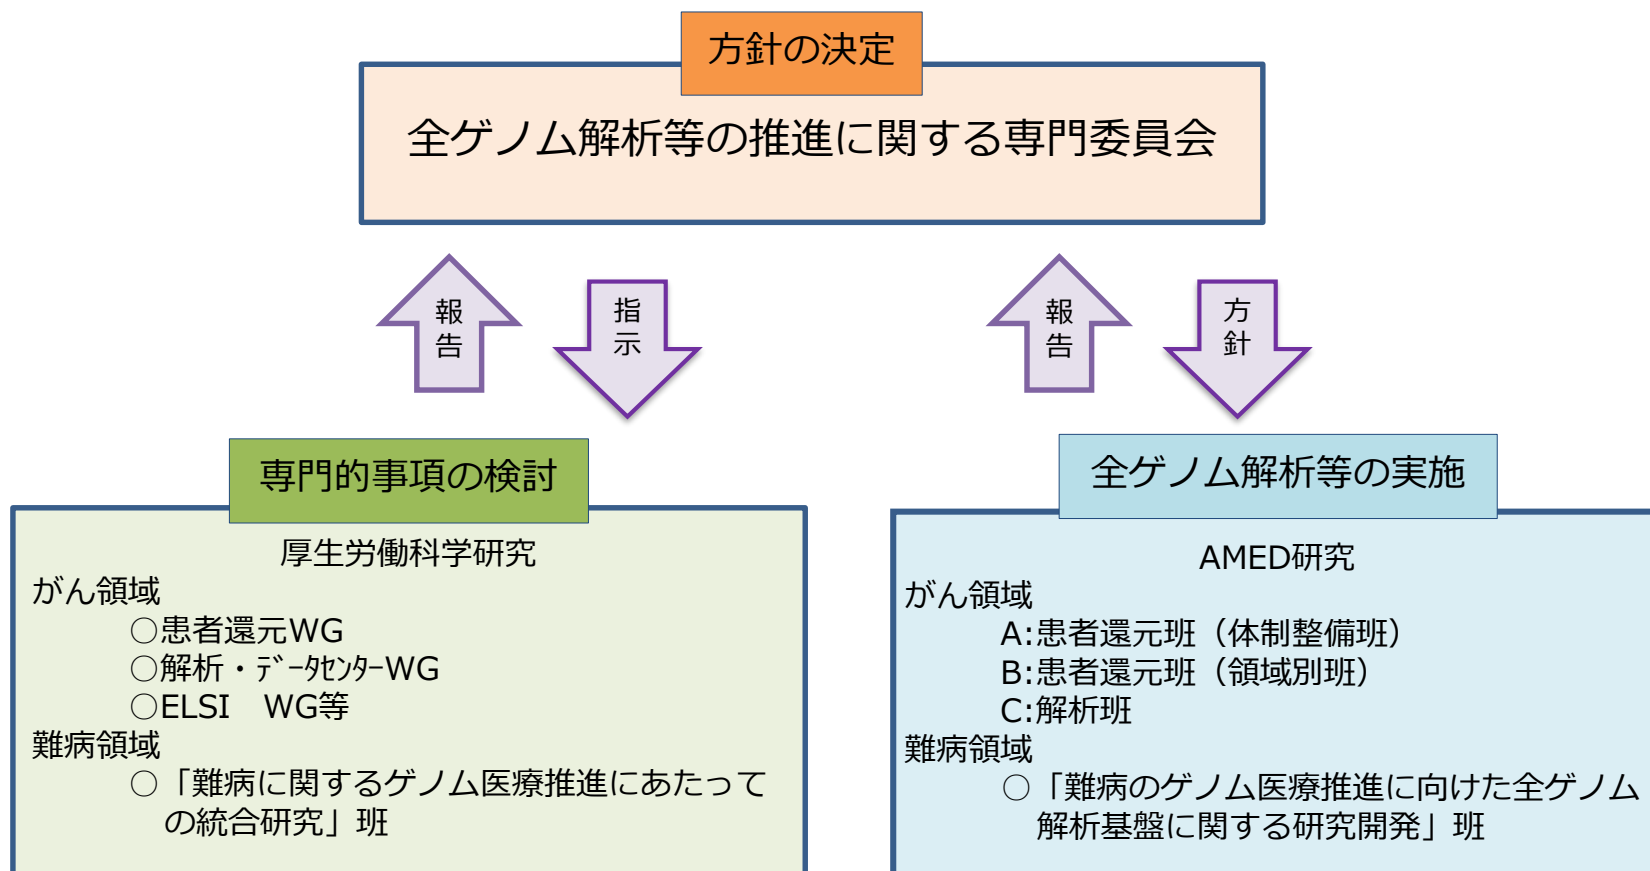 方針の決定
全ゲノム解析等の推進に関する専門委員会
報告
指示
報告
方針
専門的事項の検討
厚生労働科学研究
がん領域
○患者還元WG
○解析・ﾃﾞｰﾀｾﾝﾀｰWG
○ELSI　WG等
難病領域
○「難病に関するゲノム医療推進にあたって
の統合研究」班
全ゲノム解析等の実施
AMED研究
がん領域
A:患者還元班（体制整備班）
B:患者還元班（領域別班）
C:解析班
難病領域
○「難病のゲノム医療推進に向けた全ゲノム
解析基盤に関する研究開発」班